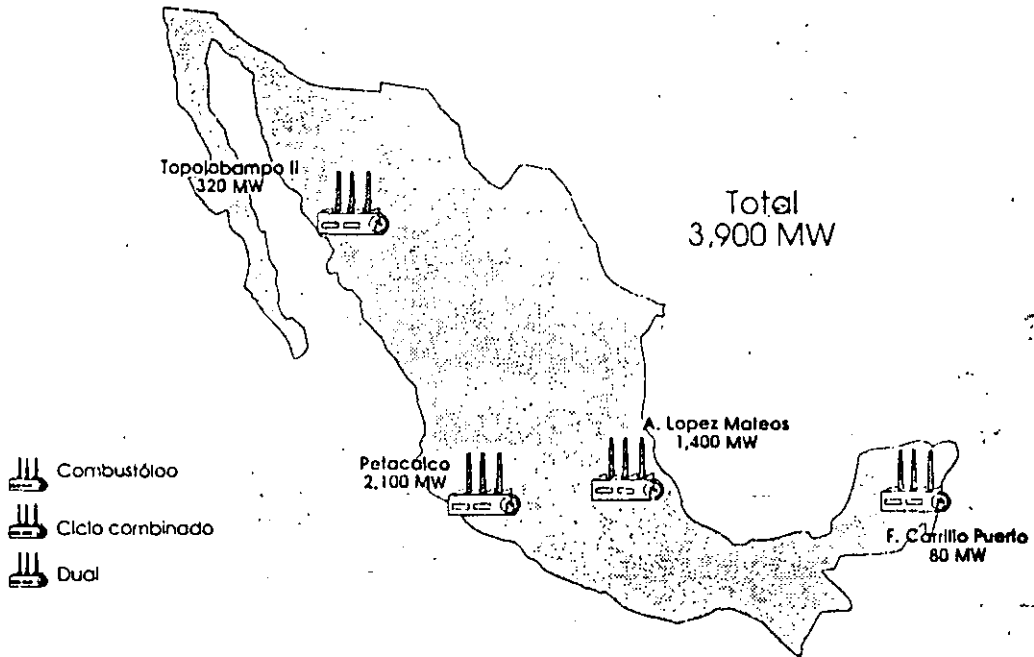 Topolobampo II
320 MW
Total
3,900 MW
A. Lopez Mateos
1,400 MW
Petacalco
2,100 MW
F. Carrillo Puerto
80 MW
Combustóleo
Ciclo combinado
Dual